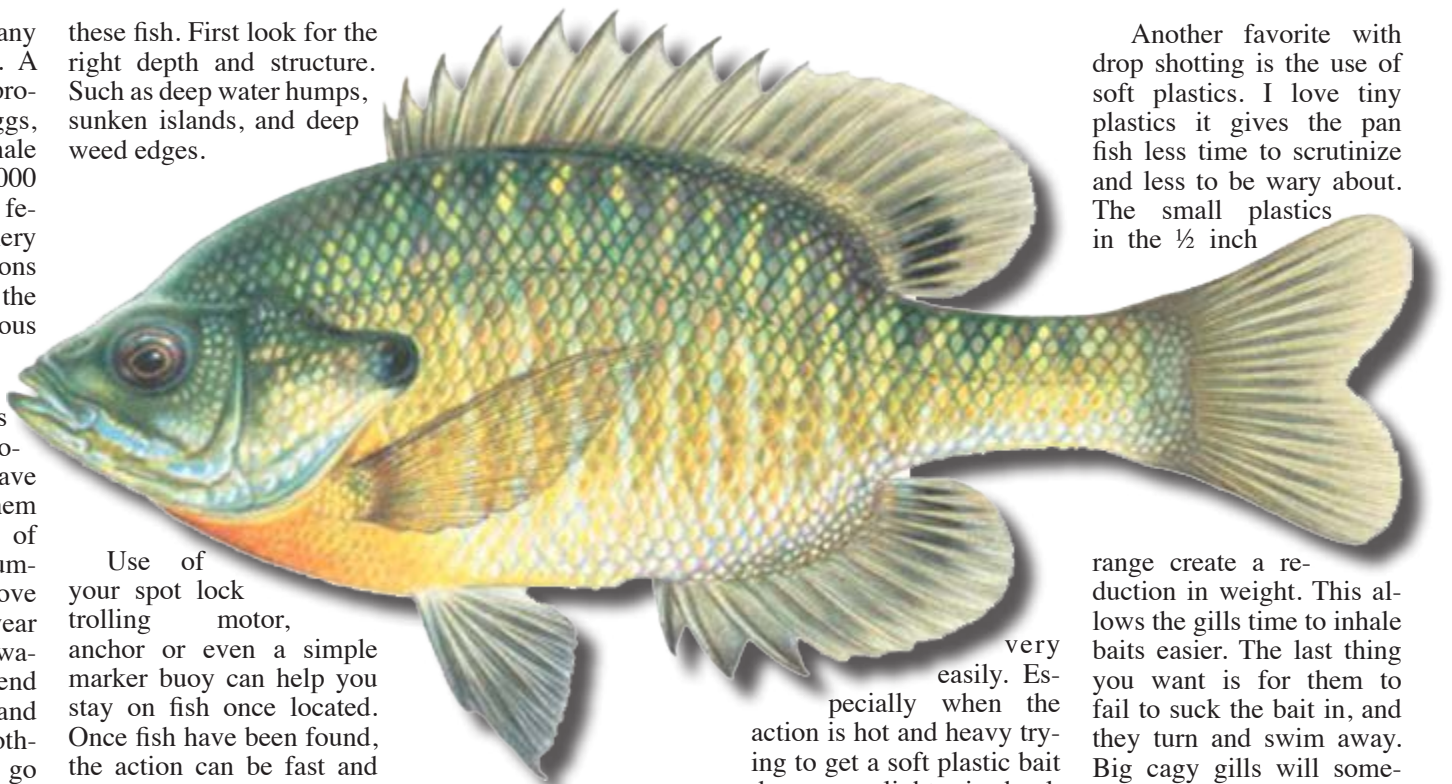 any
. A
pro-
ggs,
nale
000
fe-
ery
ons
the
ous
s
o-
ave
hem
of
um-
ove
year
wa-
end
and
oth-
go
these fish. First look for the
right depth and structure.
Such as deep water humps,
sunken islands, and deep
weed edges.
Use of
your spot lock
trolling motor,
anchor or even a simple
marker buoy can help you
stay on fish once located.
Once fish have been found,
the action can be fast and
very
easily. Es-
pecially when the
action is hot and heavy try-
ing to get a soft plastic bait
Another favorite with
drop shotting is the use of
soft plastics. I love tiny
plastics it gives the pan
fish less time to scrutinize
and less to be wary about.
The small plastics
in the ½ inch
range create a re-
duction in weight. This al-
lows the gills time to inhale
baits easier. The last thing
you want is for them to
fail to suck the bait in, and
they turn and swim away.
Big cagy gills will some-